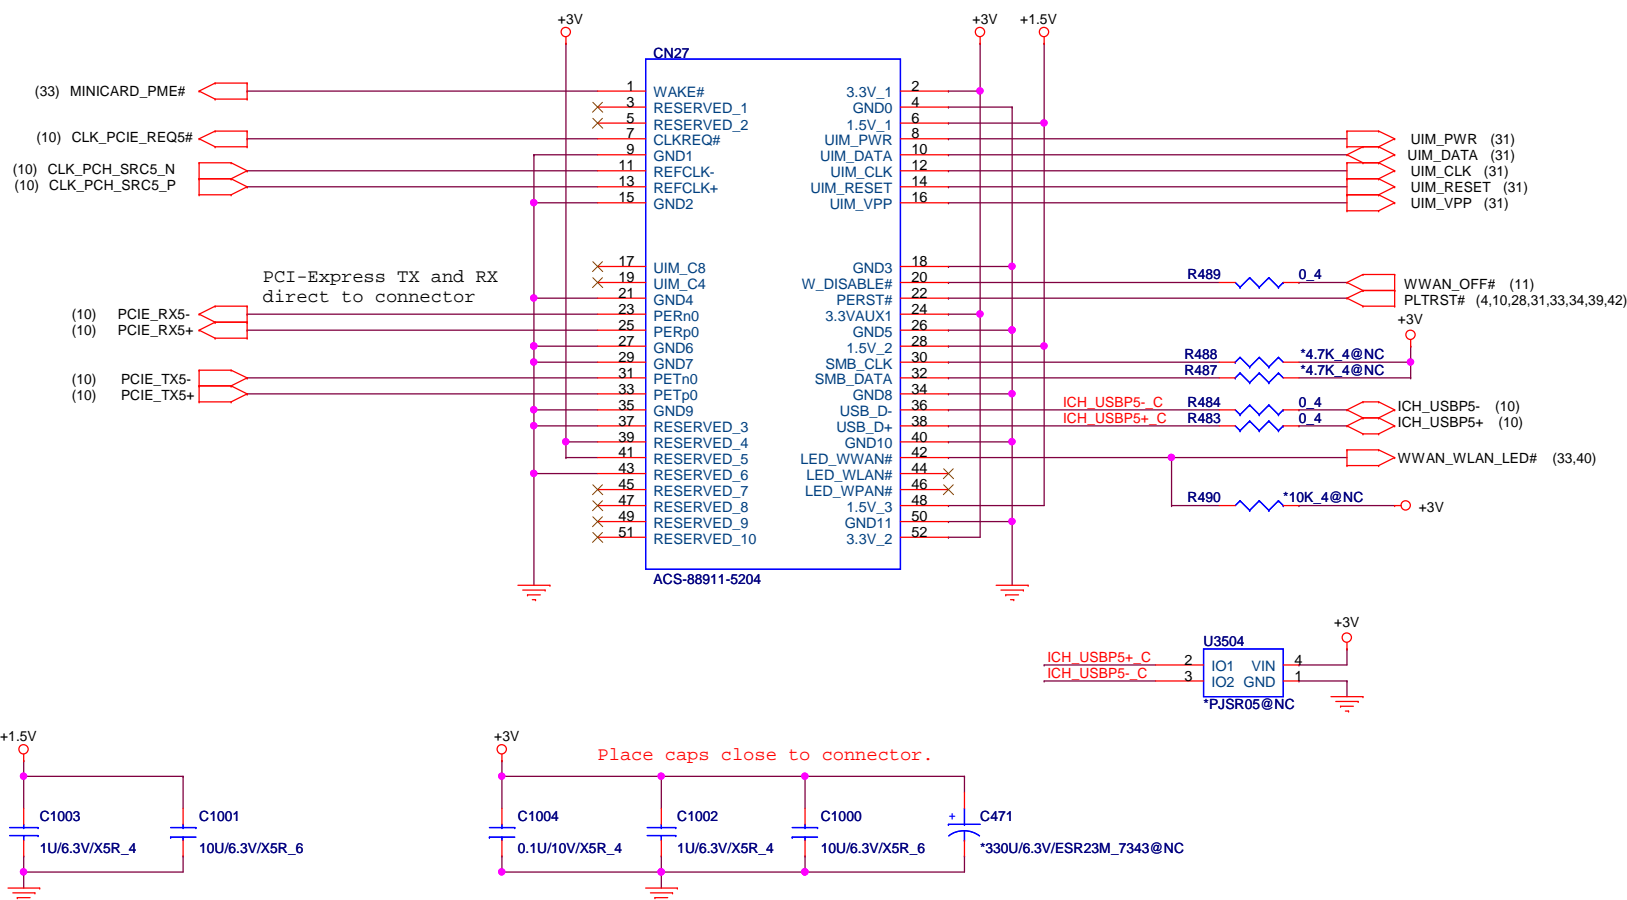 +3V
+3V
+1.5V
CN27
(33) MINICARD_PME#
1 WAKE#
3 RESERVED_1
5 RESERVED_2
(10) CLK_PCIE_REQ5#
7 CLKREQ#
9 GND1
(10) CLK_PCH_SRC5_N
11 REFCLK-
(10) CLK_PCH_SRC5_P
13 REFCLK+
15 GND2
17 UIM_C8
19 UIM_C4
PCI-Express TX and RX
direct to connector
21 GND4
(10) PCIE_RX5-
23 PERn0
(10) PCIE_RX5+
25 PERp0
27 GND6
29 GND7
(10) PCIE_TX5-
31 PETn0
(10) PCIE_TX5+
33 PETp0
35 GND9
37 RESERVED_3
39 RESERVED_4
41 RESERVED_5
43 RESERVED_6
45 RESERVED_7
47 RESERVED_8
49 RESERVED_9
51 RESERVED_10
3.3V_1 2
GND0 4
1.5V_1 6
UIM_PWR 8
UIM_PWR (31)
UIM_DATA 10
UIM_DATA (31)
UIM_CLK 12
UIM_CLK (31)
UIM_RESET 14
UIM_RESET (31)
UIM_VPP 16
UIM_VPP (31)
GND3 18
W_DISABLE# 20
R489 0_4
WWAN_OFF# (11)
PERST# 22
PLTRST# (4,10,28,31,33,34,39,42)
3.3VAUX1 24
+3V
GND5 26
1.5V_2 28
SMB_CLK 30
R488 *4.7K_4@NC
SMB_DATA 32
R487 *4.7K_4@NC
GND8 34
USB_D- 36
ICH_USBP5-_C R484 0_4
ICH_USBP5- (10)
USB_D+ 38
ICH_USBP5+_C R483 0_4
ICH_USBP5+ (10)
GND10 40
LED_WWAN# 42
WWAN_WLAN_LED# (33,40)
LED_WLAN# 44
LED_WPAN# 46
R490 *10K_4@NC
+3V
1.5V_3 48
GND11 50
3.3V_2 52
ACS-88911-5204
+3V
U3504
ICH_USBP5+_C 2 IO1 VIN 4
ICH_USBP5-_C 3 IO2 GND 1
*PJSR05@NC
+1.5V
+3V
Place caps close to connector.
C1003
1U/6.3V/X5R_4
C1001
10U/6.3V/X5R_6
C1004
0.1U/10V/X5R_4
C1002
1U/6.3V/X5R_4
C1000
10U/6.3V/X5R_6
+ C471
*330U/6.3V/ESR23M_7343@NC